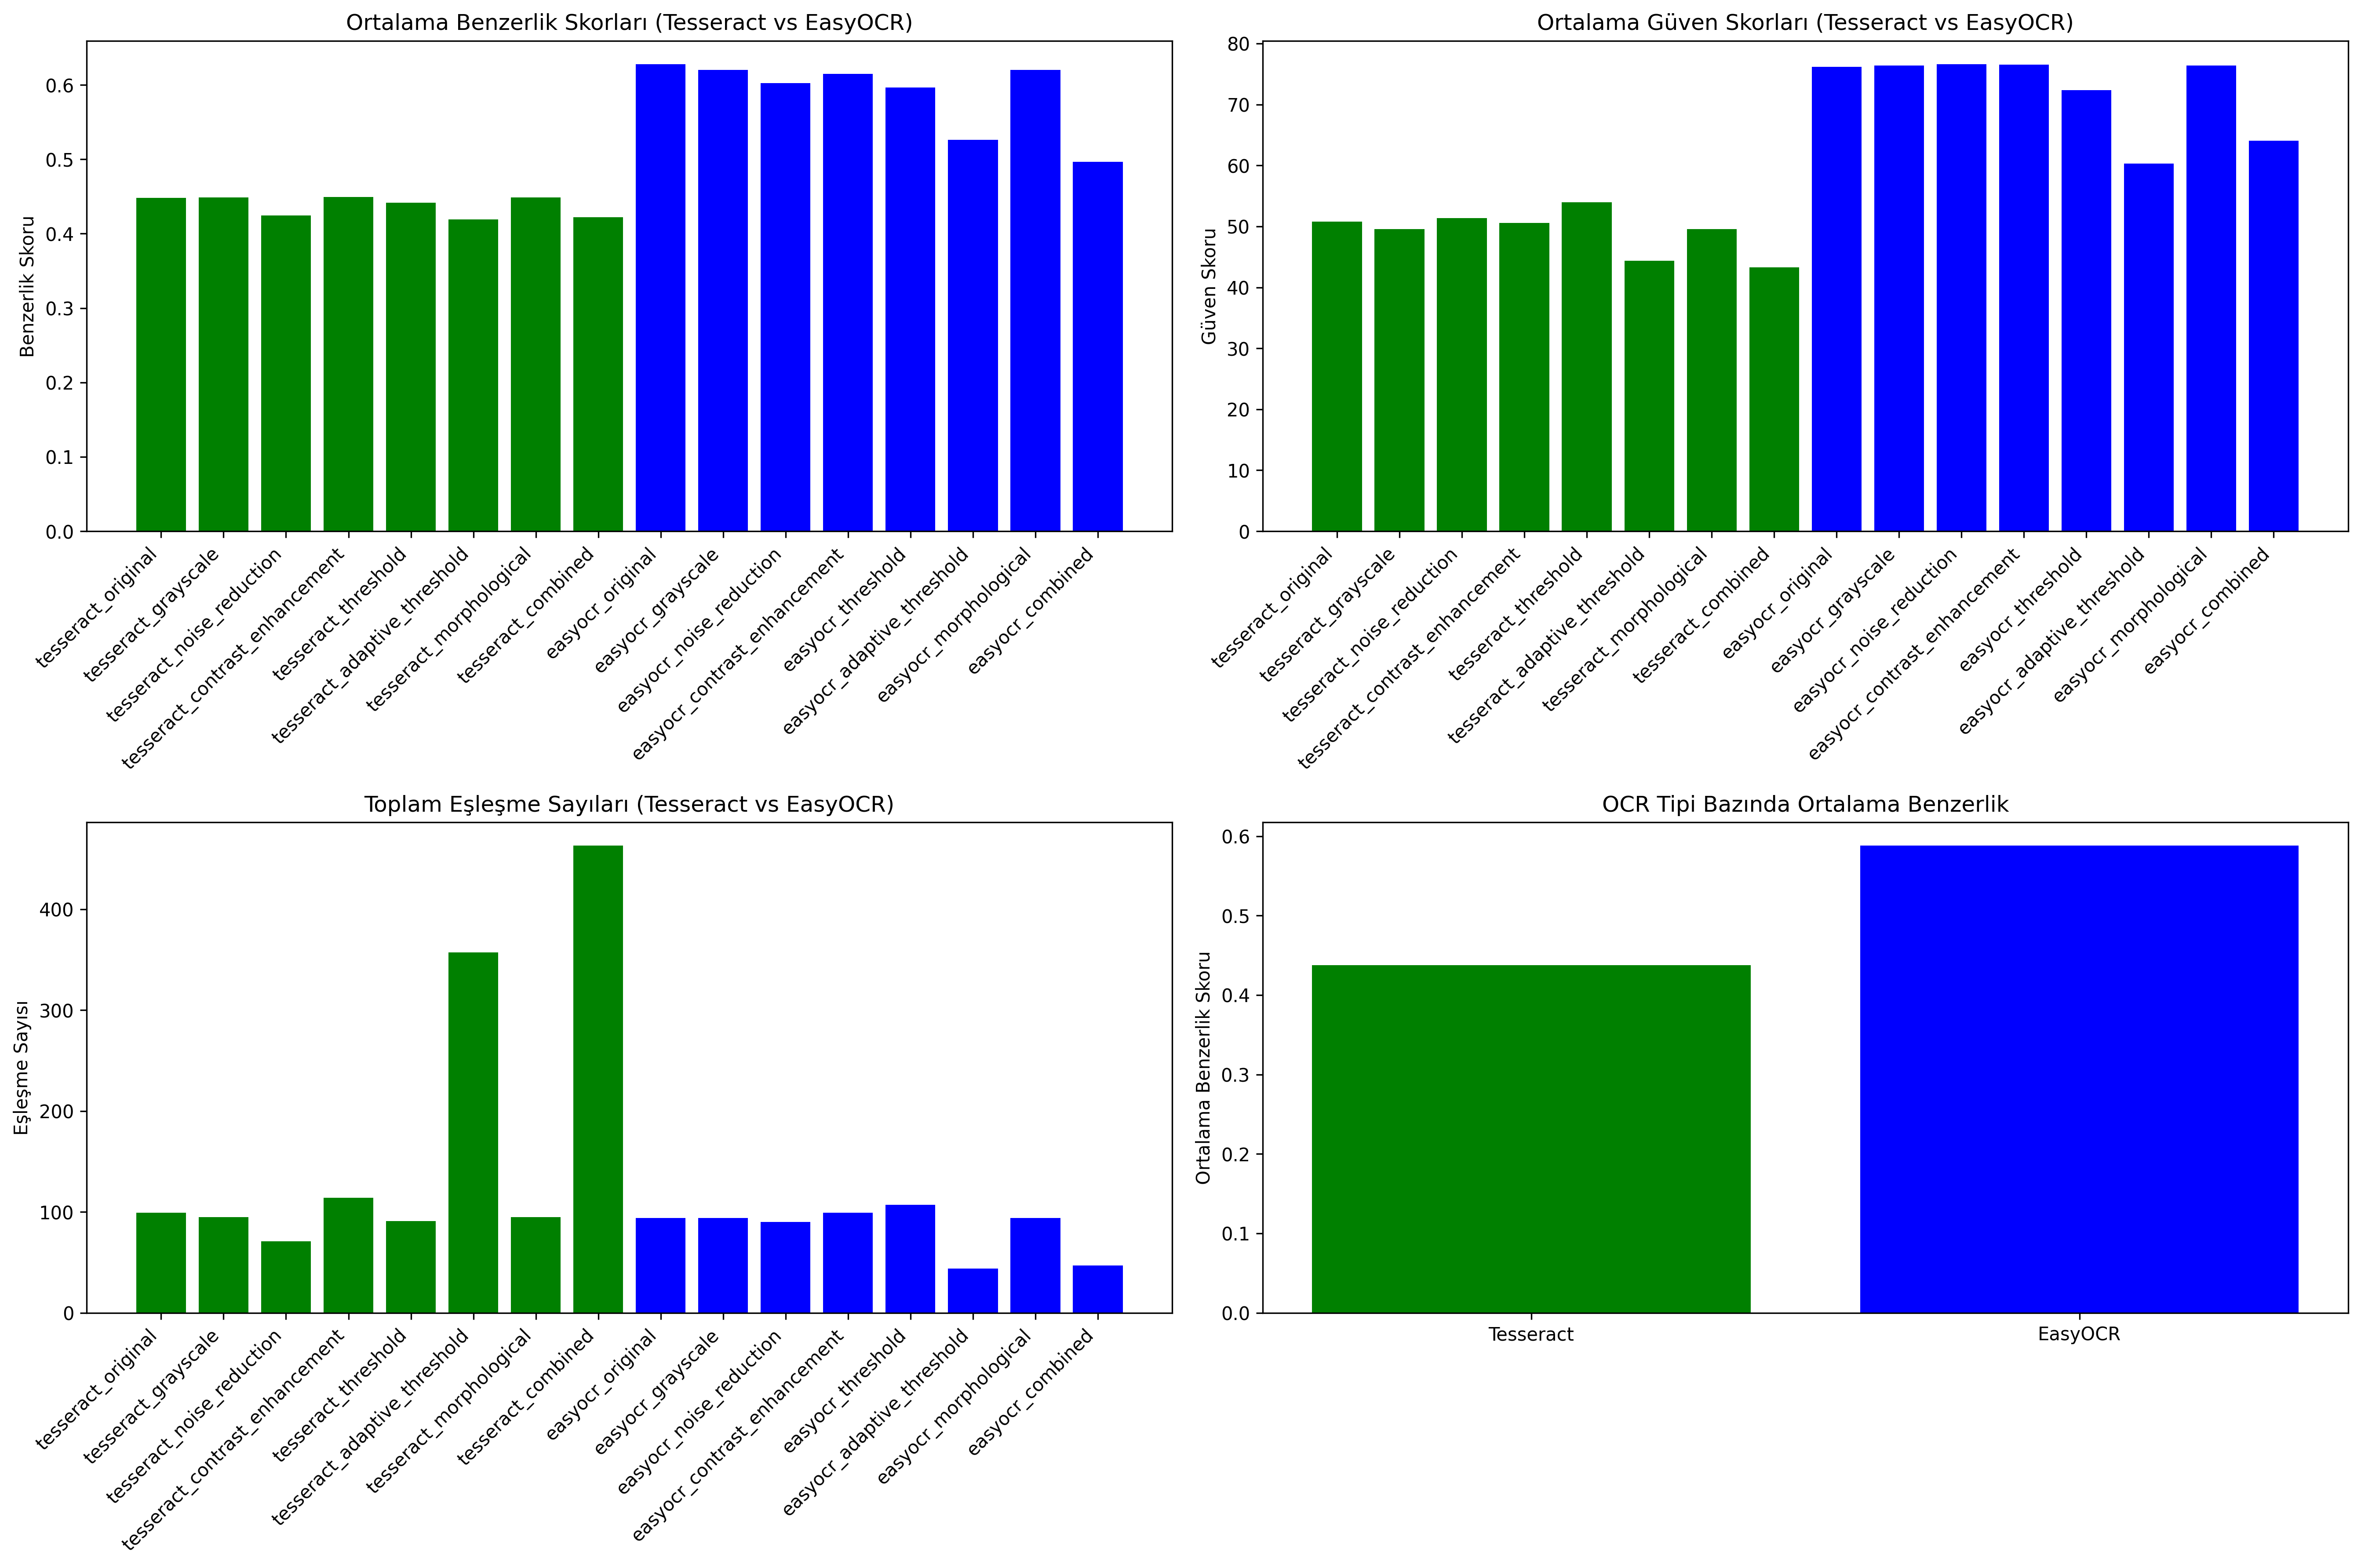 Ortalama Benzerlik Skorları (Tesseract vs EasyOCR)
Benzerlik Skoru
0.6
0.5
0.4
0.3
0.2
0.1
0.0
tesseract_original
tesseract_grayscale
tesseract_noise_reduction
tesseract_contrast_enhancement
tesseract_threshold
tesseract_adaptive_threshold
tesseract_morphological
tesseract_combined
easyocr_original
easyocr_grayscale
easyocr_noise_reduction
easyocr_contrast_enhancement
easyocr_threshold
easyocr_adaptive_threshold
easyocr_morphological
easyocr_combined
Ortalama Güven Skorları (Tesseract vs EasyOCR)
Güven Skoru
80
70
60
50
40
30
20
10
0
tesseract_original
tesseract_grayscale
tesseract_noise_reduction
tesseract_contrast_enhancement
tesseract_threshold
tesseract_adaptive_threshold
tesseract_morphological
tesseract_combined
easyocr_original
easyocr_grayscale
easyocr_noise_reduction
easyocr_contrast_enhancement
easyocr_threshold
easyocr_adaptive_threshold
easyocr_morphological
easyocr_combined
Toplam Eşleşme Sayıları (Tesseract vs EasyOCR)
Eşleşme Sayısı
400
300
200
100
0
tesseract_original
tesseract_grayscale
tesseract_noise_reduction
tesseract_contrast_enhancement
tesseract_threshold
tesseract_adaptive_threshold
tesseract_morphological
tesseract_combined
easyocr_original
easyocr_grayscale
easyocr_noise_reduction
easyocr_contrast_enhancement
easyocr_threshold
easyocr_adaptive_threshold
easyocr_morphological
easyocr_combined
OCR Tipi Bazında Ortalama Benzerlik
Ortalama Benzerlik Skoru
0.6
0.5
0.4
0.3
0.2
0.1
0.0
Tesseract
EasyOCR